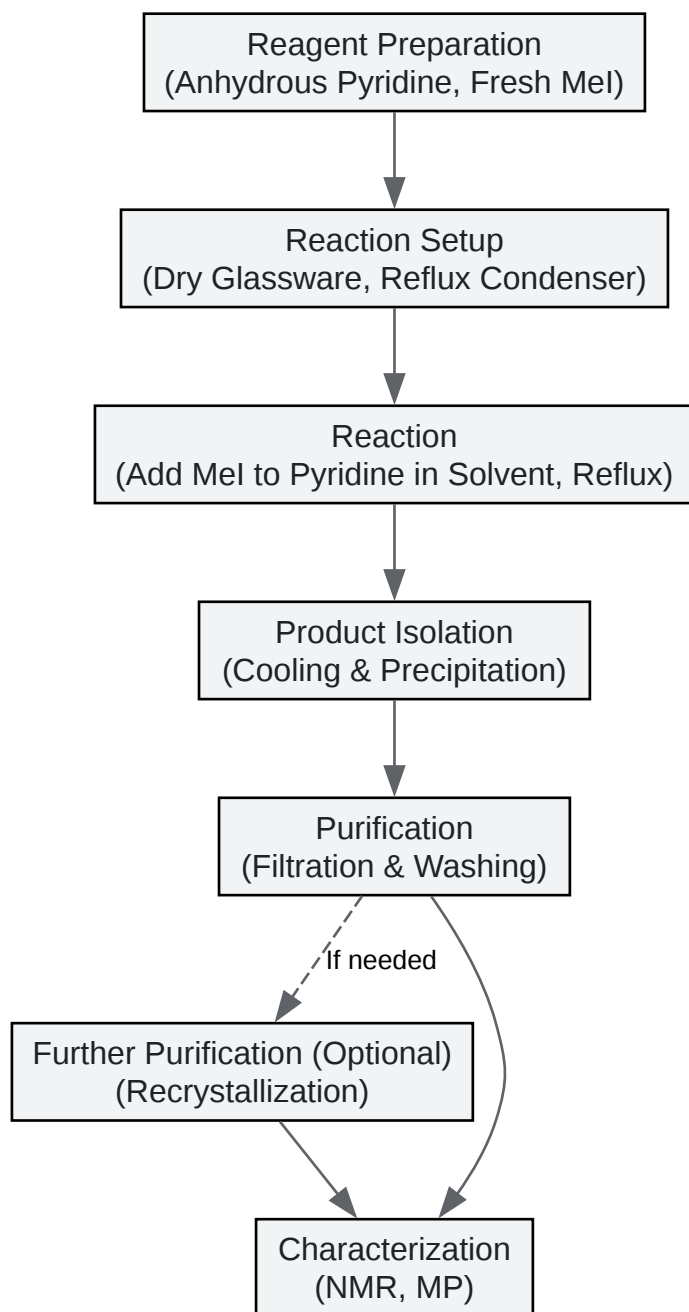 Reagent Preparation
(Anhydrous Pyridine, Fresh MeI)
Reaction Setup
(Dry Glassware, Reflux Condenser)
Reaction
(Add MeI to Pyridine in Solvent, Reflux)
Product Isolation
(Cooling & Precipitation)
Purification
(Filtration & Washing)
If needed
Further Purification (Optional)
(Recrystallization)
Characterization
(NMR, MP)